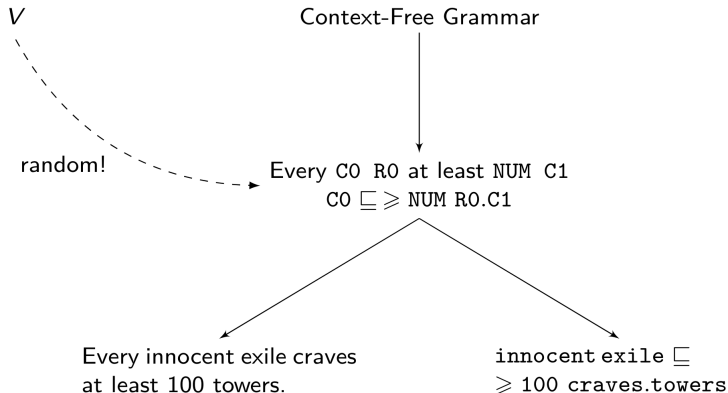 V
Context-Free Grammar
random!
Every C0 R0 at least NUM C1
C0 ⊑ ⩾ NUM R0.C1
Every innocent exile craves
at least 100 towers.
innocent exile ⊑
⩾ 100 craves.towers